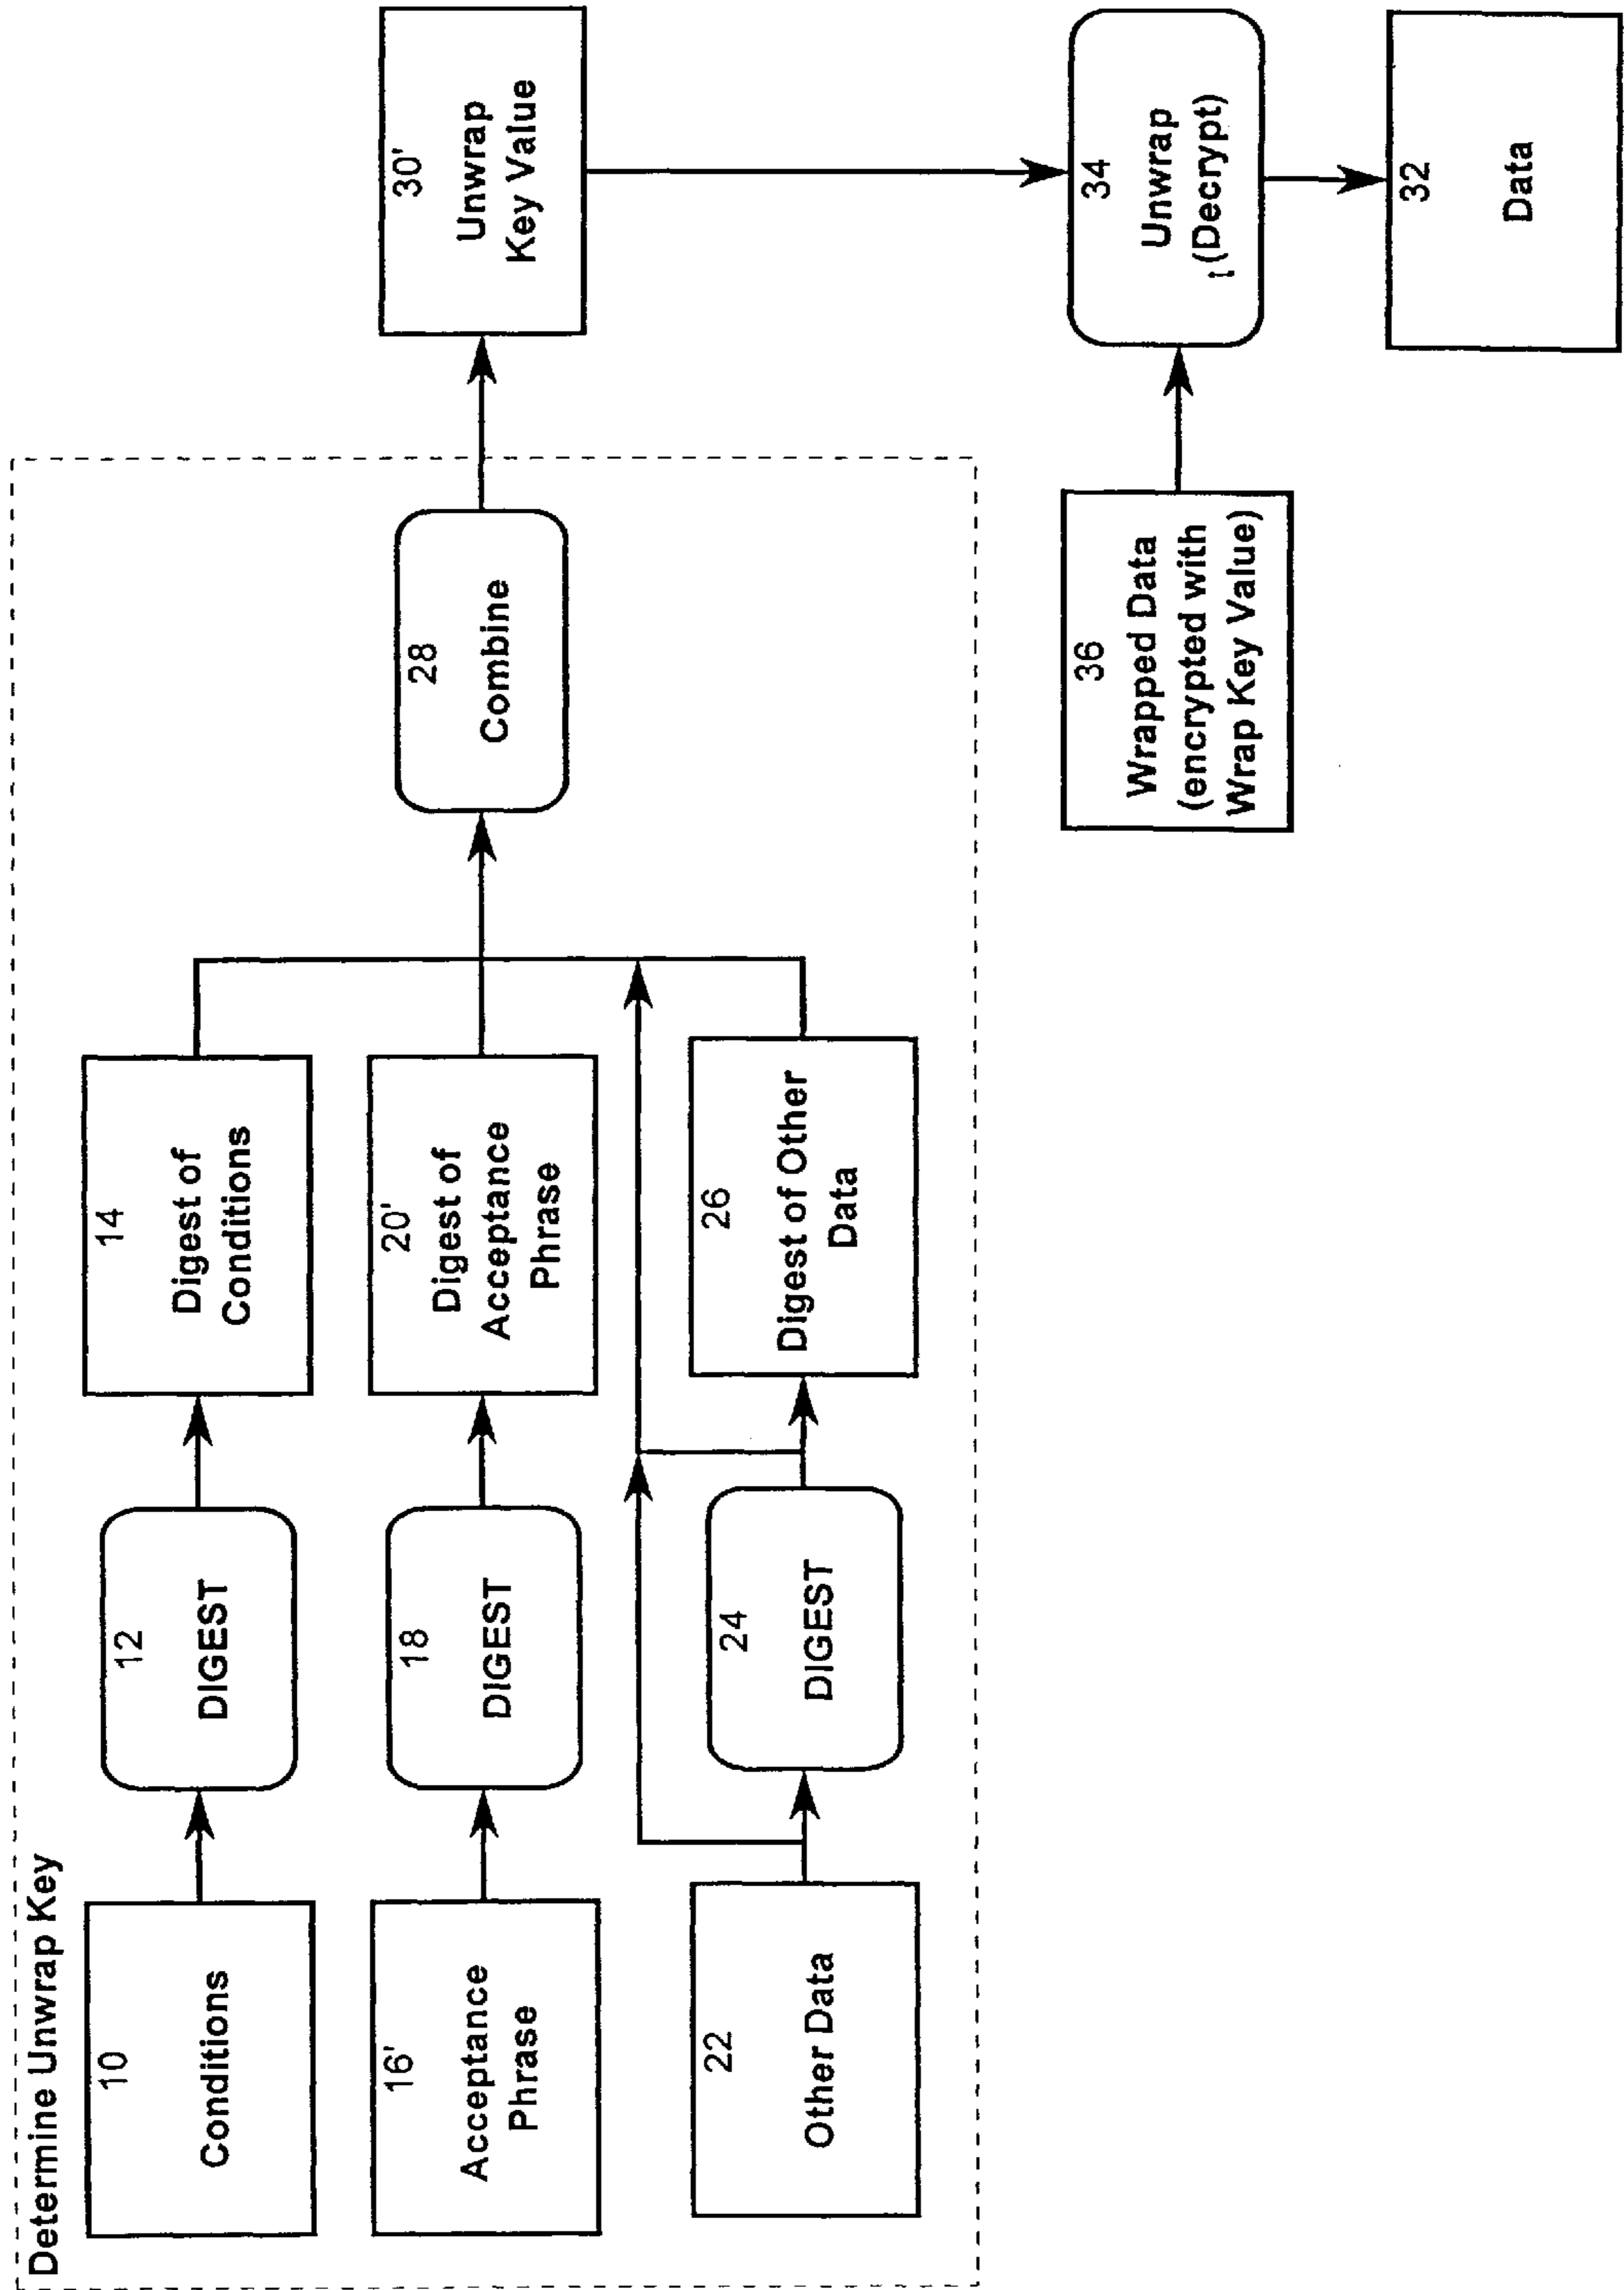 Determine Unwrap Key
10
Conditions
12
DIGEST
14
Digest of
Conditions
16'
Acceptance
Phrase
18
DIGEST
20'
Digest of
Acceptance
Phrase
22
Other Data
24
DIGEST
26
Digest of Other
Data
28
Combine
30'
Unwrap
Key Value
36
Wrapped Data
(encrypted with
Wrap Key Value)
34
Unwrap
(Decrypt)
32
Data